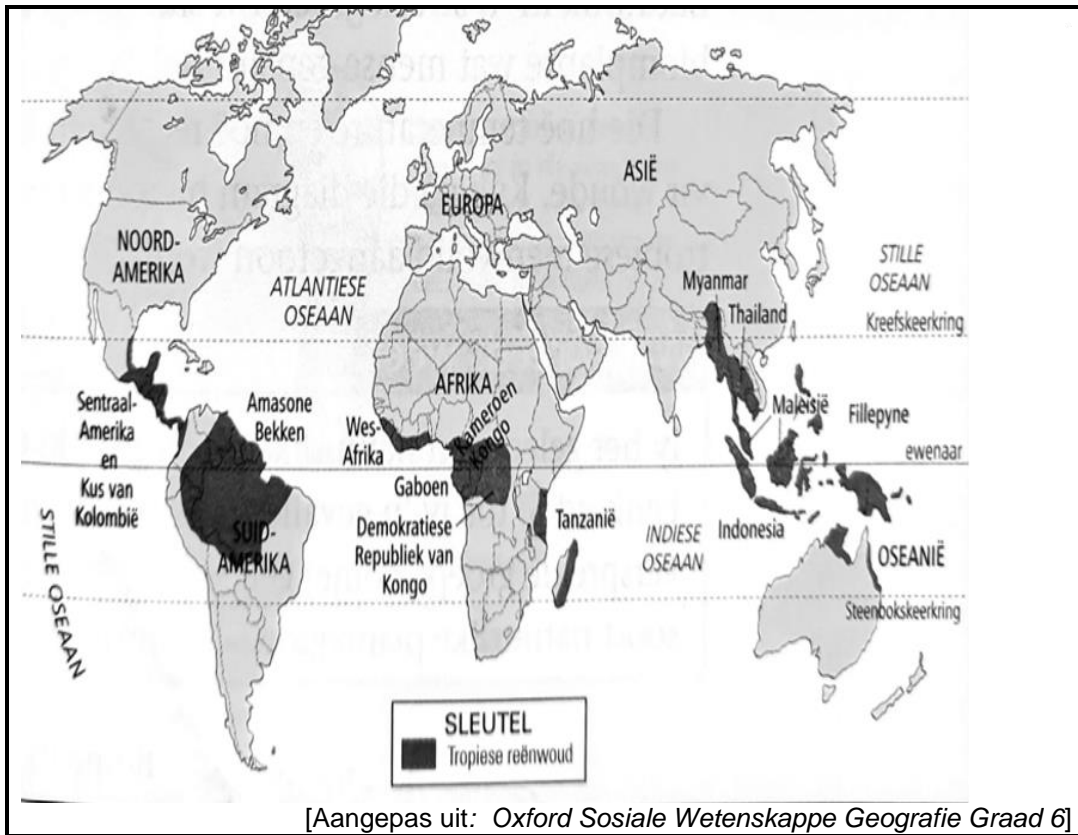 ASIË
EUROPA
NOORD-
AMERIKA
STILLE
OSEAAN
ATLANTIESE
OSEAAN
Myanmar
Thailand
Kreefskeerkring
AFRIKA
Sentraal-
Amerika
en
Kus van
Kolombië
Amasone
Bekken
Wes-
Afrika
Kameroen
Kongo
Maleisië
Fillepyne
ewenaar
Gaboen
SUID-
AMERIKA
Demokratiese
Republiek van
Kongo
Tanzanië
INDIESE
OSEAAN
Indonesia
OSEANIË
Steenbokskeerkring
STILLE OSEAAN
SLEUTEL
Tropiese reënwoud
[Aangepas uit: Oxford Sosiale Wetenskappe Geografie Graad 6]